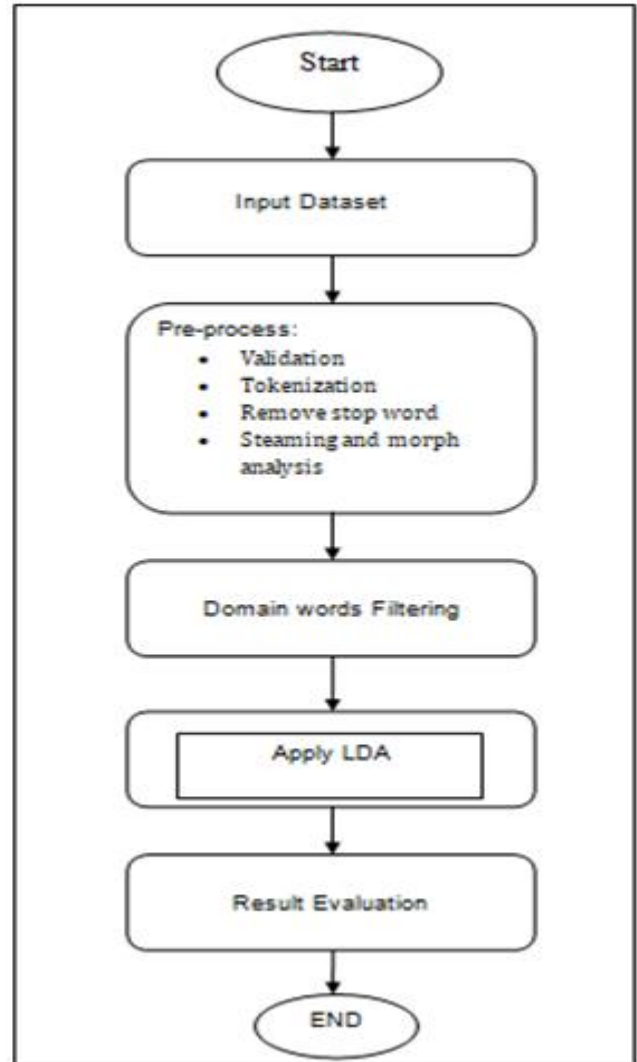 Start
Input Dataset
Pre-process:
• Validation
• Tokenization
• Remove stop word
• Steaming and morph
analysis
Domain words Filtering
Apply LDA
Result Evaluation
END